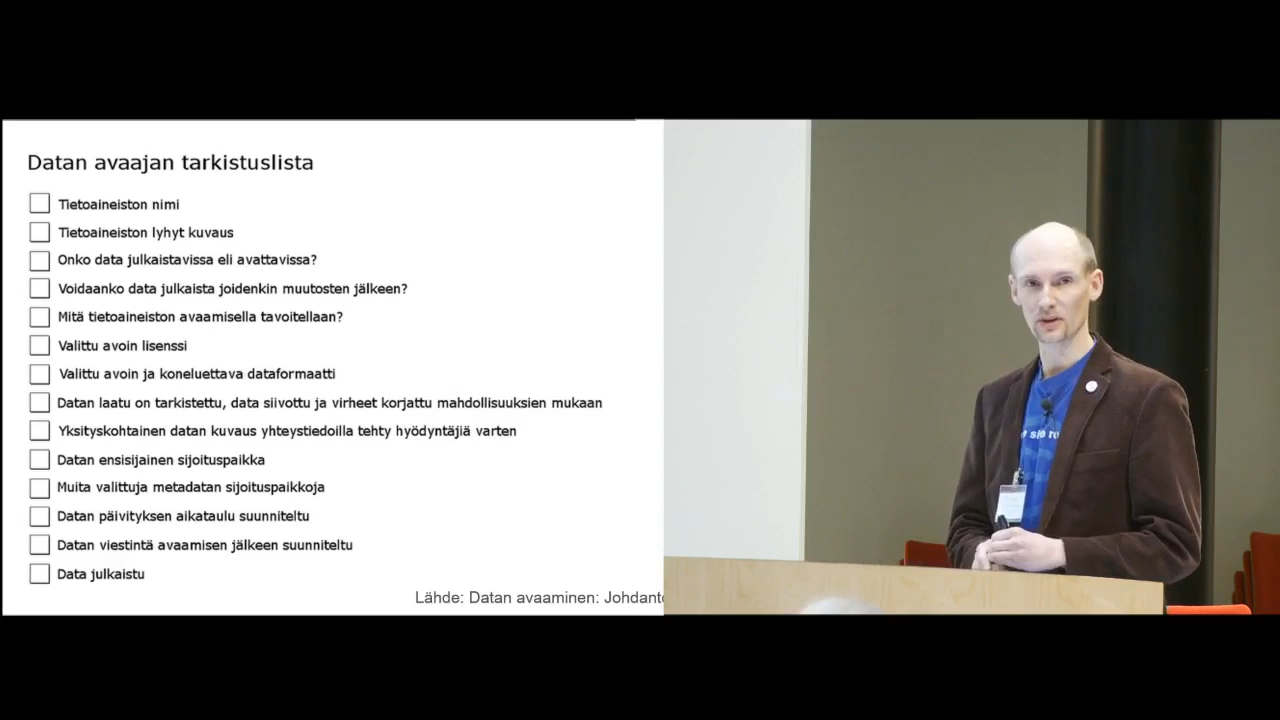 Datan avaajan tarkistuslista
Tietoaineiston nimi
Tietoaineiston lyhyt kuvaus
Onko data julkaistavissa eli avattavissa?
Voidaanko data julkaista joidenkin muutosten jälkeen?
Mitä tietoaineiston avaamisella tavoitellaan?
Valittu avoin lisenssi
Valittu avoin ja koneluettava dataformaatti
Datan laatu on tarkistettu, data siivottu ja virheet korjattu mahdollisuuksien mukaan
Yksityiskohtainen datan kuvaus yhteystiedoilla tehty hyödyntäjiä varten
Datan ensisijainen sijoituspaikka
Muita valittuja metadatan sijoituspaikkoja
Datan päivityksen aikataulu suunniteltu
Datan viestintä avaamisen jälkeen suunniteltu
Data julkaistu
Lähde: Datan avaaminen: Johdanto